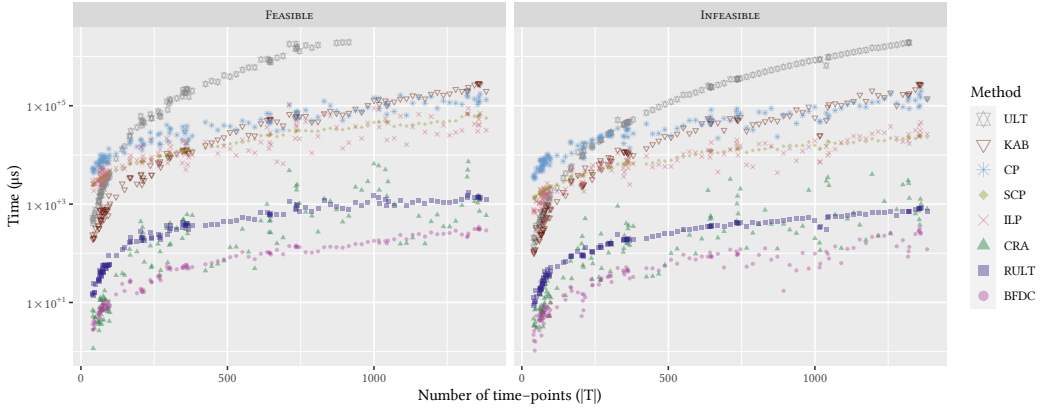 FEASIBLE
INFEASIBLE
Time (µs)
1 × 10⁺⁵
1 × 10⁺³
1 × 10⁺¹
0
500
1000
0
500
1000
Number of time–points (|T|)
Method
ULT
KAB
CP
SCP
ILP
CRA
RULT
BFDC